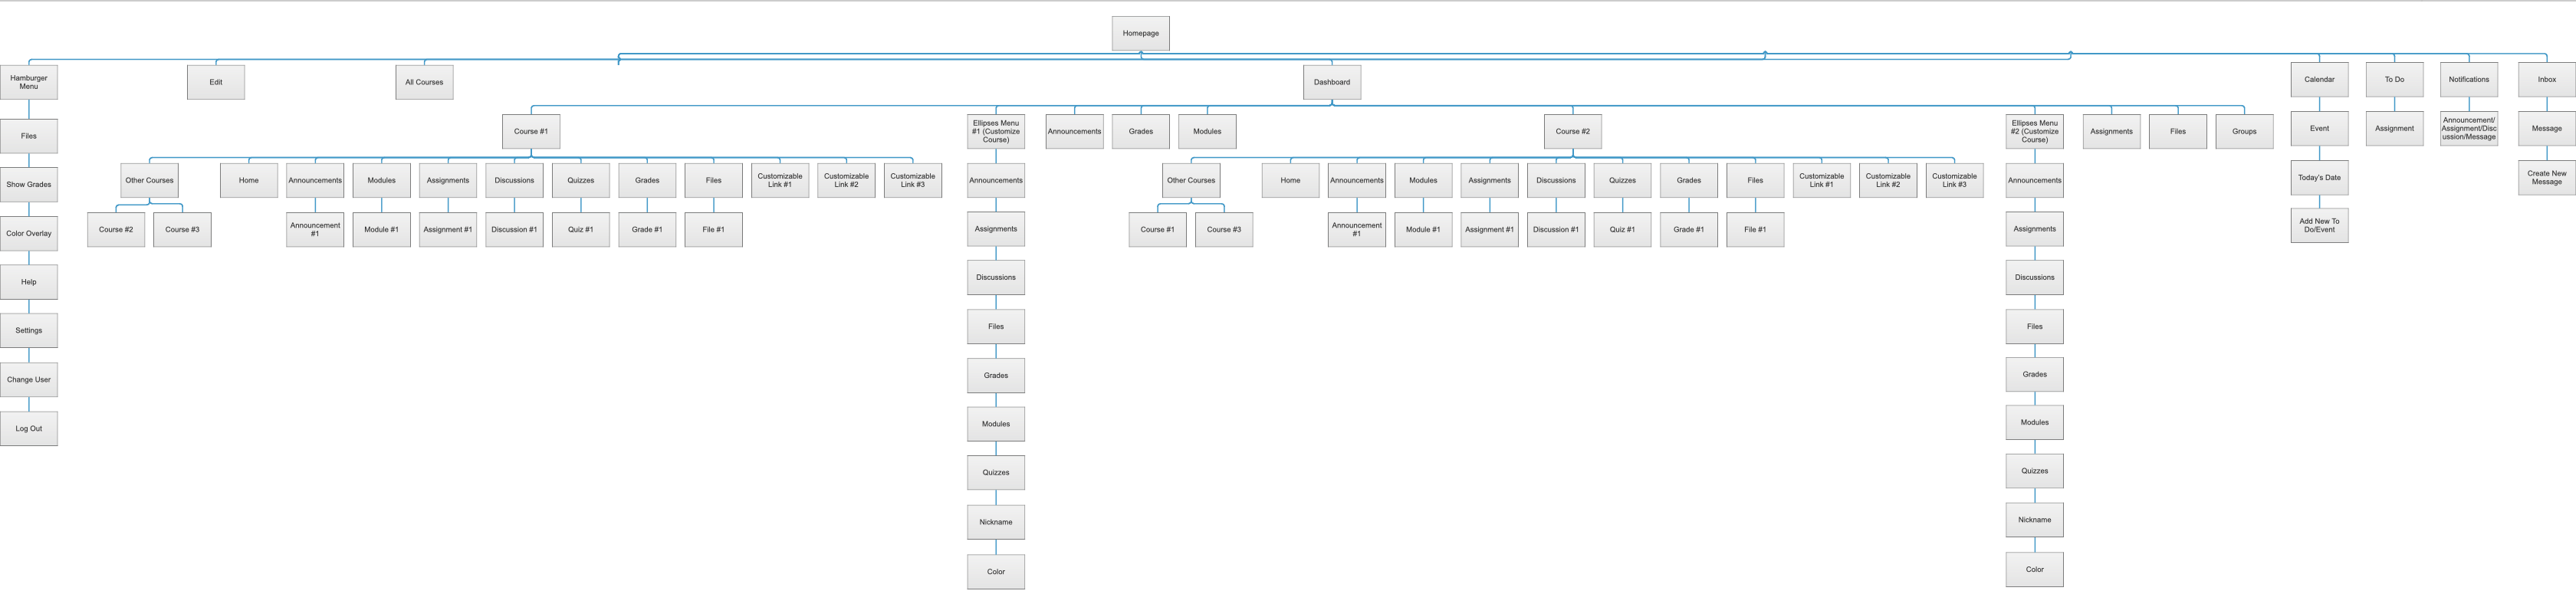 Homepage
Hamburger
Menu
Edit
All Courses
Dashboard
Calendar
To Do
Notifications
Inbox
Files
Course #1
Ellipses Menu
#1 (Customize
Course)
Announcements
Grades
Modules
Course #2
Ellipses Menu
#2 (Customize
Course)
Assignments
Files
Groups
Event
Assignment
Announcement/
Assignment/Disc
ussion/Message
Message
Show Grades
Other Courses
Home
Announcements
Modules
Assignments
Discussions
Quizzes
Grades
Files
Customizable
Link #1
Customizable
Link #2
Customizable
Link #3
Announcements
Other Courses
Home
Announcements
Modules
Assignments
Discussions
Quizzes
Grades
Files
Customizable
Link #1
Customizable
Link #2
Customizable
Link #3
Announcements
Today's Date
Create New
Message
Color Overlay
Course #2
Course #3
Announcement
#1
Module #1
Assignment #1
Discussion #1
Quiz #1
Grade #1
File #1
Assignments
Course #1
Course #3
Announcement
#1
Module #1
Assignment #1
Discussion #1
Quiz #1
Grade #1
File #1
Assignments
Add New To
Do/Event
Help
Discussions
Discussions
Settings
Files
Files
Change User
Grades
Grades
Log Out
Modules
Modules
Quizzes
Quizzes
Nickname
Nickname
Color
Color